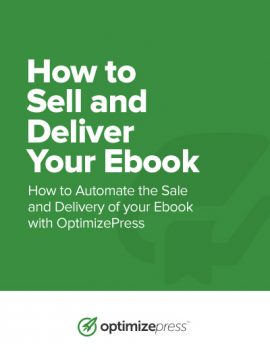 How to
Sell and
Deliver
Your Ebook
How to Automate the Sale
and Delivery of your Ebook
with OptimizePress
optimizepress™